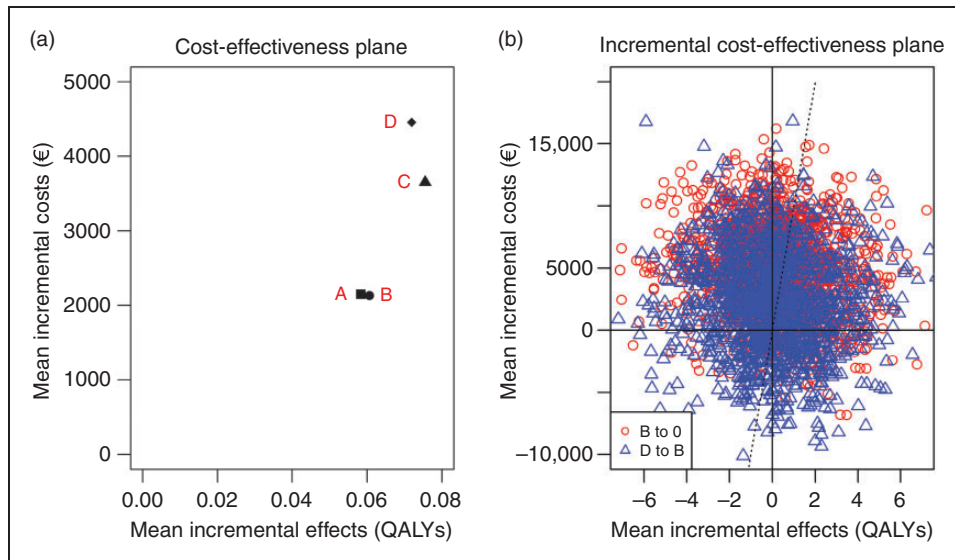 (a)
Cost-effectiveness plane
Mean incremental costs (€)
5000
4000
3000
2000
1000
0
D
C
A
B
0.00
0.02
0.04
0.06
0.08
Mean incremental effects (QALYs)
(b)
Incremental cost-effectiveness plane
Mean incremental costs (€)
15,000
5000
0
−10,000
B to 0
D to B
−6
−4
−2
0
2
4
6
Mean incremental effects (QALYs)